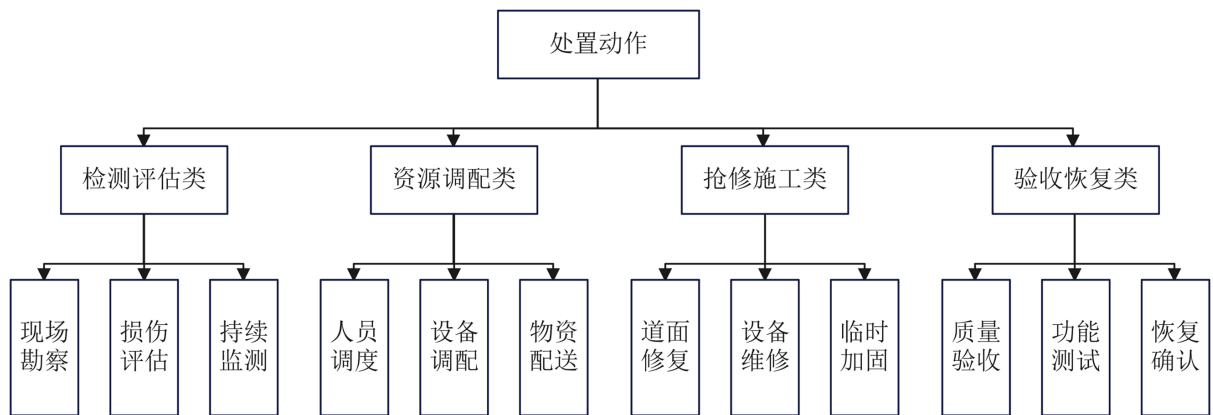 处置动作
检测评估类
资源调配类
抢修施工类
验收恢复类
现场
勘察
损伤
评估
持续
监测
人员
调度
设备
调配
物资
配送
道面
修复
设备
维修
临时
加固
质量
验收
功能
测试
恢复
确认